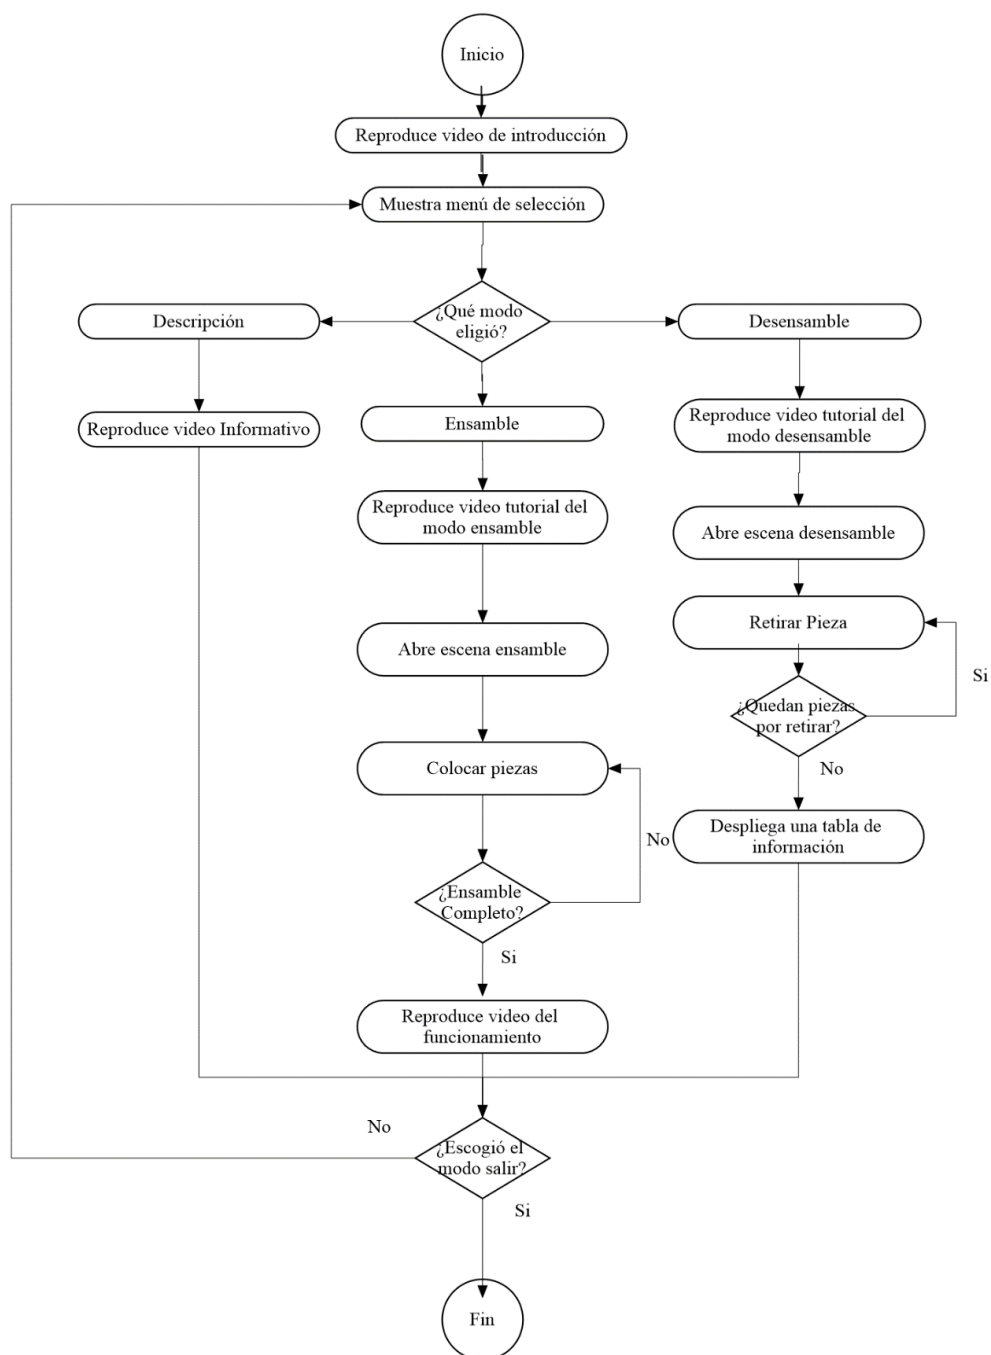 Inicio
Reproduce video de introducción
Muestra menú de selección
¿Qué modo
eligió?
Descripción
Desensable
Reproduce video Informativo
Ensamble
Reproduce video tutorial del
modo desensable
Reproduce video tutorial del
modo ensamble
Abre escena desensable
Retirar Pieza
Abre escena ensamble
Si
¿Quedan piezas
por retirar?
No
Colocar piezas
Despliega una tabla de
información
No
¿Ensamble
Completo?
Si
Reproduce video del
funcionamiento
No
¿Escogió el
modo salir?
Si
Fin